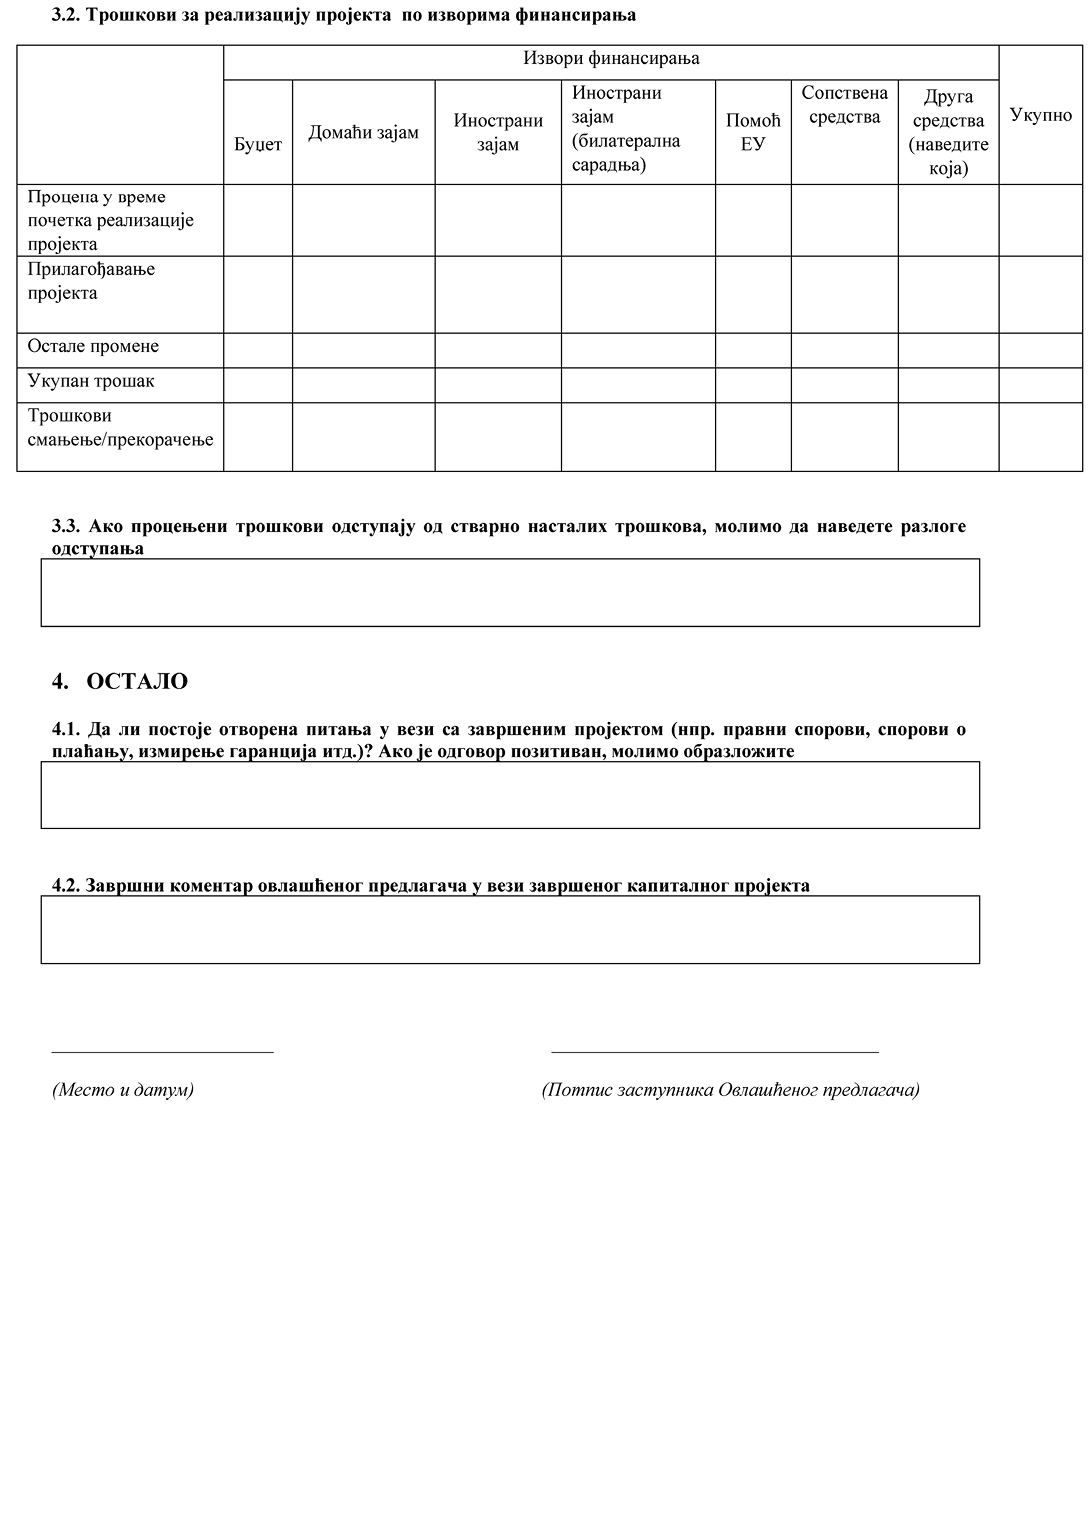 3.2. Трошкови за реализацију пројекта по изворима финансирања
Извори финансирања
Буџет
Домаћи зајам
Инострани
зајам
Инострани
зајам
(билатерална
сарадња)
Помоћ
ЕУ
Сопствена
средства
Друга
средства
(наведите
која)
Укупно
Процена у време
почетка реализације
пројекта
Прилагођавање
пројекта
Остале промене
Укупан трошак
Трошкови
смањење/прекорачење
3.3. Ако процењени трошкови одступају од стварно насталих трошкова, молимо да наведете разлоге
одступања
4. ОСТАЛО
4.1. Да ли постоје отворена питања у вези са завршеним пројектом (нпр. правни спорови, спорови о
плаћању, измирење гаранција итд.)? Ако је одговор позитиван, молимо образложите
4.2. Завршни коментар овлашћеног предлагача у вези завршеног капиталног пројекта
(Место и датум)
(Потпис заступника Овлашћеног предлагача)